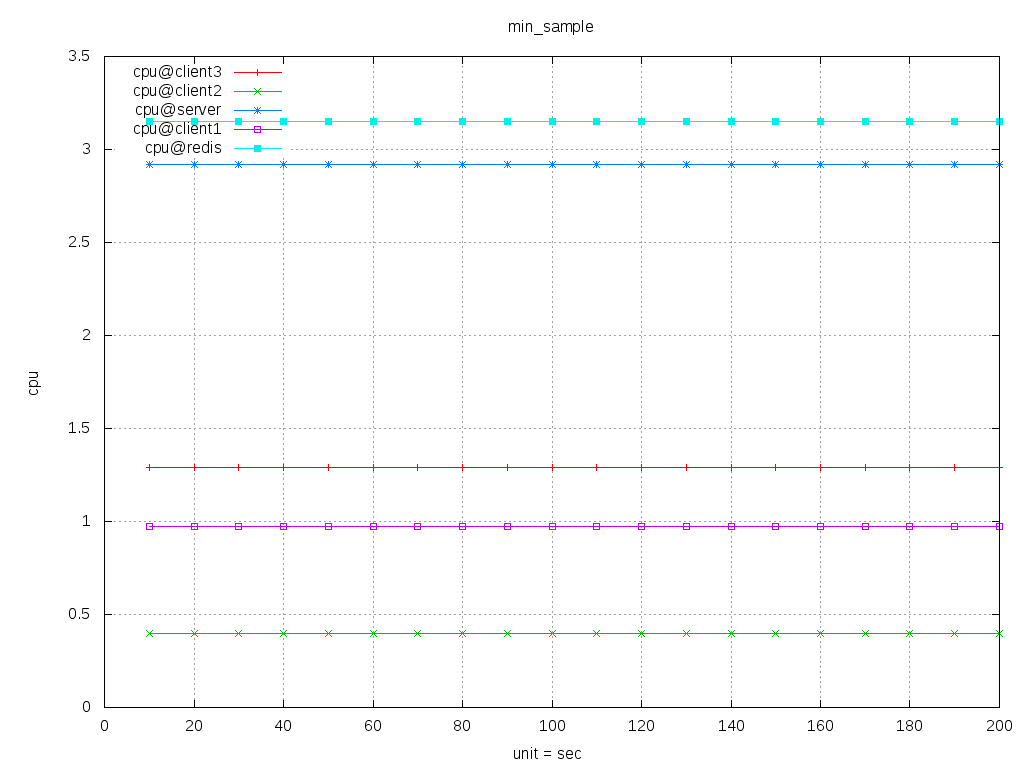 min_sample
3.5
3
2.5
2
1.5
1
0.5
0
cpu
cpu@client3
cpu@client2
cpu@server
cpu@client1
cpu@redis
0 20 40 60 80 100 120 140 160 180 200
unit = sec